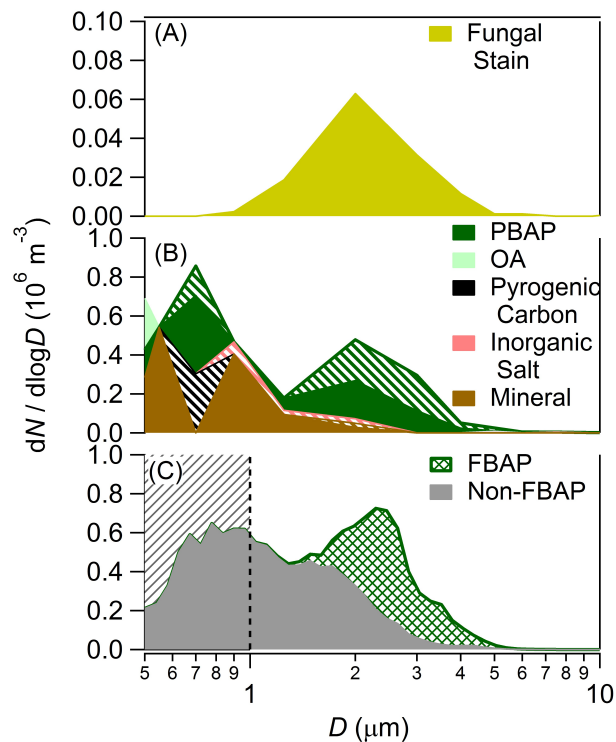 (A)
Fungal
Stain
0.10
0.08
0.06
0.04
0.02
0.00
dN / dlogD (10⁶ m⁻³)
(B)
PBAP
OA
Pyrogenic
Carbon
Inorganic
Salt
Mineral
1.0
0.8
0.6
0.4
0.2
0.0
(C)
FBAP
Non-FBAP
1.0
0.8
0.6
0.4
0.2
0.0
5 6 7 8 9 2 3 4 5 6 7 8 9
1 10
D (μm)